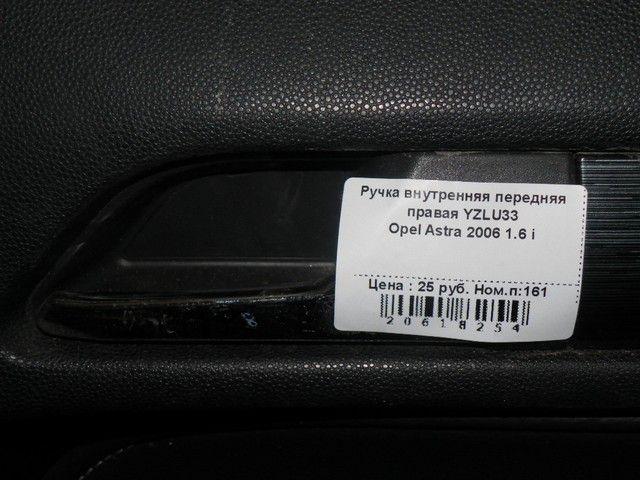 Ручка внутренняя передняя
правая YZLU33
Opel Astra 2006 1.6 i
Цена : 25 руб. Ном.п:161
20618254